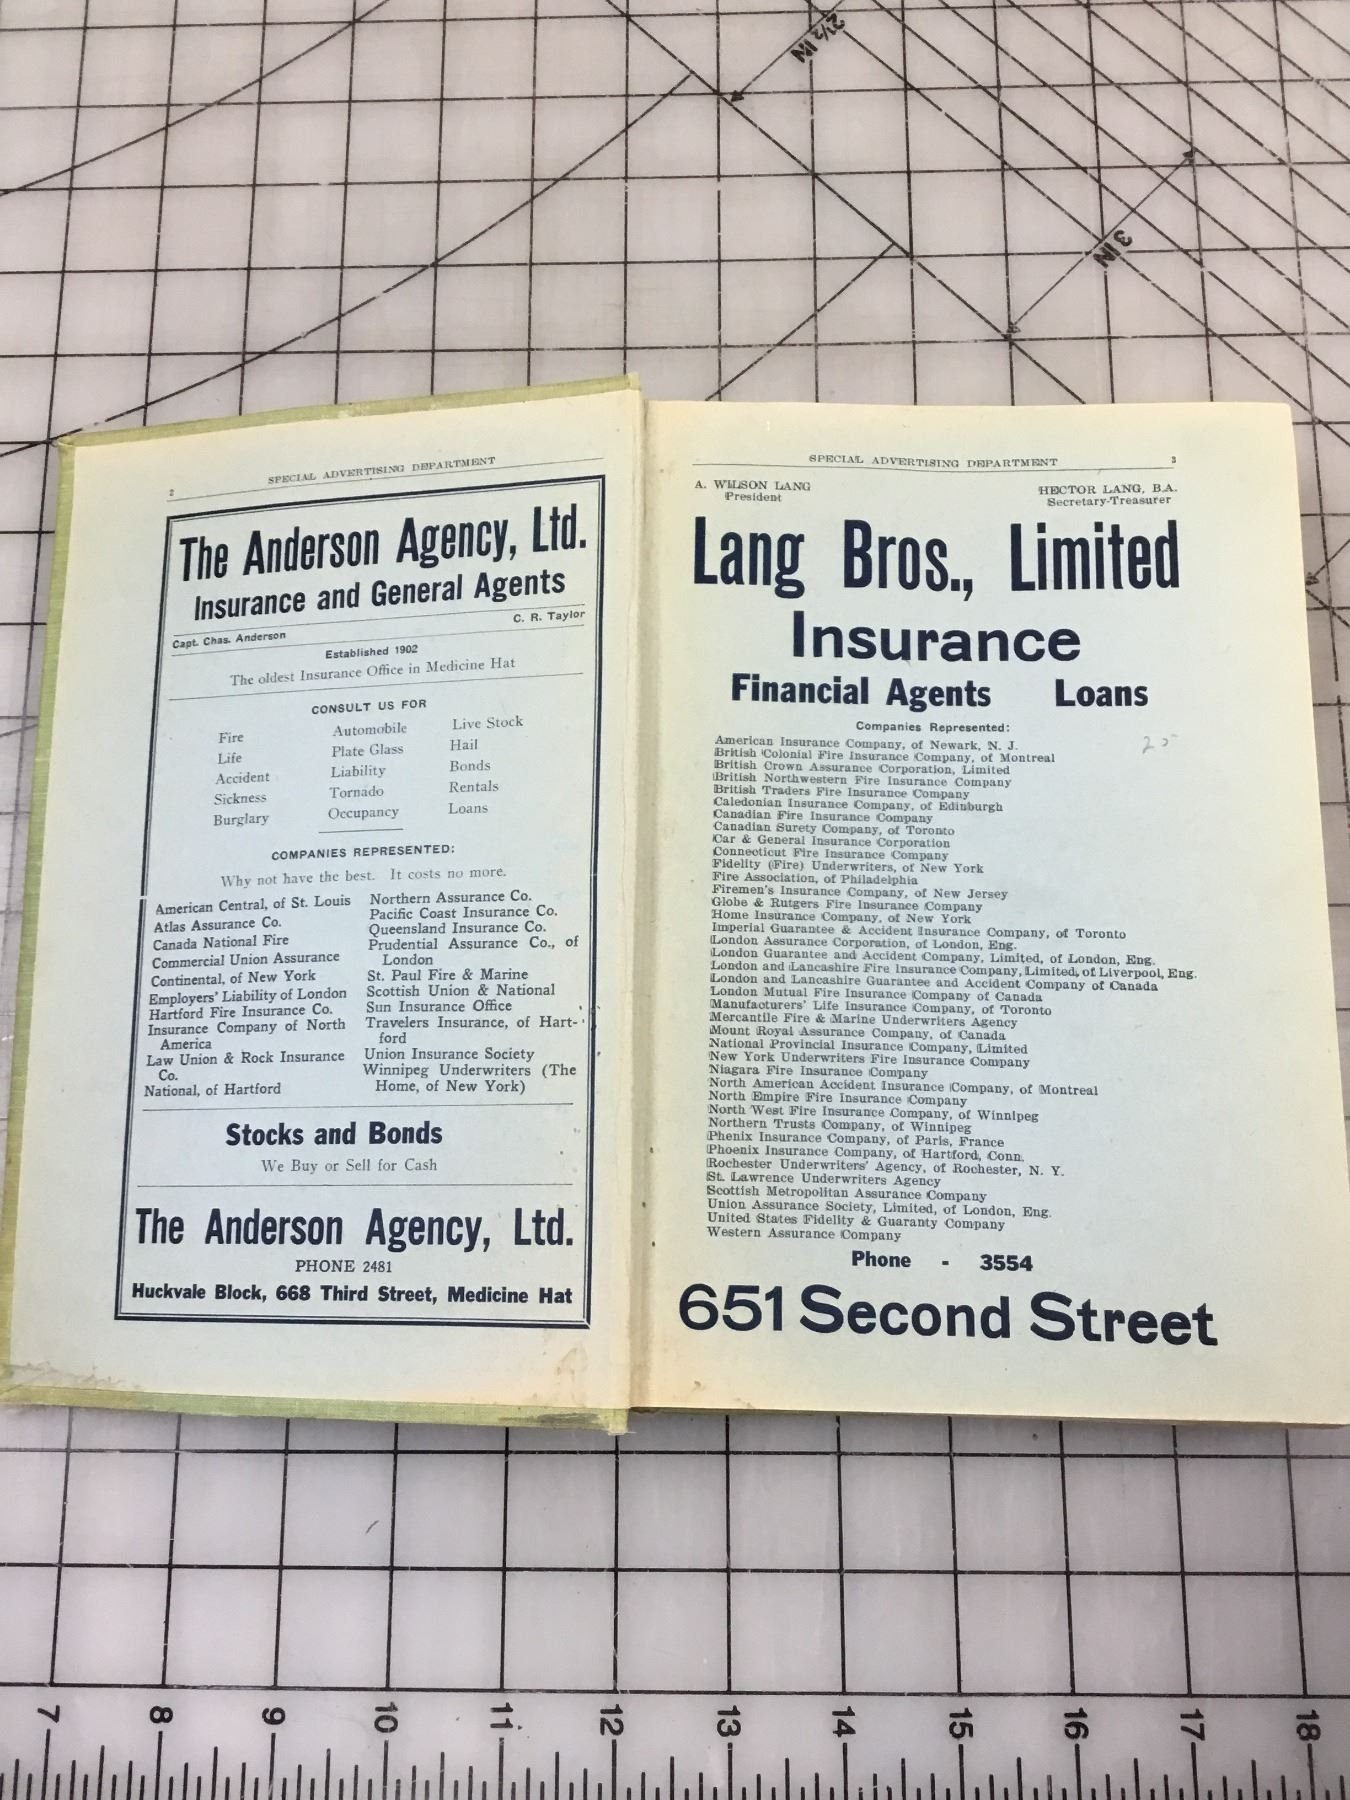 2½ IN
3 IN
2
SPECIAL ADVERTISING DEPARTMENT
The Anderson Agency, Ltd.
Insurance and General Agents
Capt. Chas. Anderson
C. R. Taylor
Established 1902
The oldest Insurance Office in Medicine Hat
CONSULT US FOR
Fire
Life
Accident
Sickness
Burglary
Automobile
Plate Glass
Liability
Tornado
Occupancy
Live Stock
Hail
Bonds
Rentals
Loans
COMPANIES REPRESENTED:
Why not have the best. It costs no more.
American Central, of St. Louis
Atlas Assurance Co.
Canada National Fire
Commercial Union Assurance
Continental, of New York
Employers' Liability of London
Hartford Fire Insurance Co.
Insurance Company of North
America
Law Union & Rock Insurance
Co.
National, of Hartford
Northern Assurance Co.
Pacific Coast Insurance Co.
Queensland Insurance Co.
Prudential Assurance Co., of
London
St. Paul Fire & Marine
Scottish Union & National
Sun Insurance Office
Travelers Insurance, of Hart-
ford
Union Insurance Society
Winnipeg Underwriters (The
Home, of New York)
Stocks and Bonds
We Buy or Sell for Cash
The Anderson Agency, Ltd.
PHONE 2481
Huckvale Block, 668 Third Street, Medicine Hat
SPECIAL ADVERTISING DEPARTMENT
3
A. WILSON LANG
President
HECTOR LANG, B.A.
Secretary-Treasurer
Lang Bros., Limited
Insurance
Financial Agents Loans
Companies Represented:
American Insurance Company, of Newark, N. J.
British Colonial Fire Insurance Company, of Montreal
British Crown Assurance Corporation, Limited
British Northwestern Fire Insurance Company
British Traders Fire Insurance Company
Caledonian Insurance Company, of Edinburgh
Canadian Fire Insurance Company
Canadian Surety Company, of Toronto
Car & General Insurance Corporation
Connecticut Fire Insurance Company
Fidelity (Fire) Underwriters, of New York
Fire Association, of Philadelphia
Firemen's Insurance Company, of New Jersey
Globe & Rutgers Fire Insurance Company
Home Insurance Company, of New York
Imperial Guarantee & Accident Insurance Company, of Toronto
London Assurance Corporation, of London, Eng.
London Guarantee and Accident Company, Limited, of London, Eng.
London and Lancashire Fire Insurance Company, Limited, of Liverpool, Eng.
London and Lancashire Guarantee and Accident Company of Canada
London Mutual Fire Insurance Company of Canada
Manufacturers' Life Insurance Company, of Toronto
Mercantile Fire & Marine Underwriters Agency
Mount Royal Assurance Company, of Canada
National Provincial Insurance Company, Limited
New York Underwriters Fire Insurance Company
Niagara Fire Insurance Company
North American Accident Insurance Company, of Montreal
North Empire Fire Insurance Company
North West Fire Insurance Company, of Winnipeg
Northern Trusts Company, of Winnipeg
Phenix Insurance Company, of Paris, France
Phoenix Insurance Company, of Hartford, Conn.
Rochester Underwriters' Agency, of Rochester, N. Y.
St. Lawrence Underwriters Agency
Scottish Metropolitan Assurance Company
Union Assurance Society, Limited, of London, Eng.
United States Fidelity & Guaranty Company
Western Assurance Company
Phone - 3554
651 Second Street
7 8 9 10 11 12 13 14 15 16 17 18